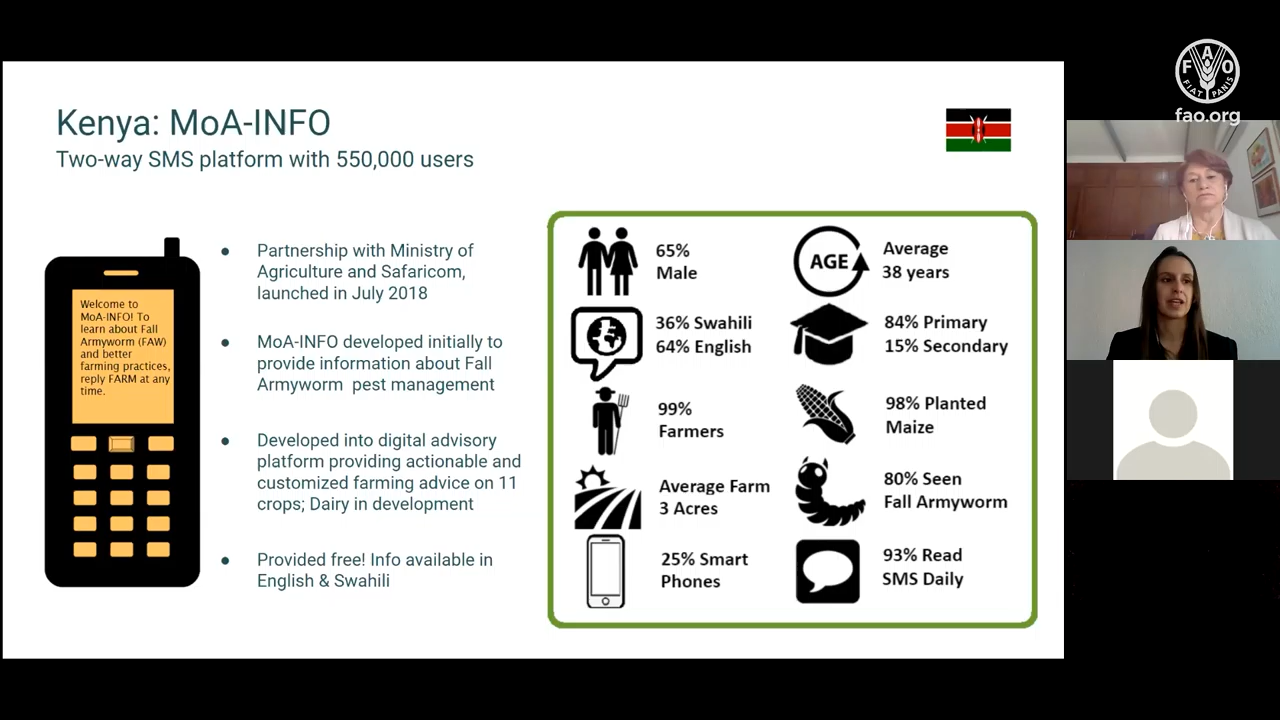 Kenya: MoA-INFO
Two-way SMS platform with 550,000 users
Welcome to
MoA-INFO! To
learn about Fall
Armyworm (FAW)
and better
farming practices,
reply FARM at any
time.
● Partnership with Ministry of
Agriculture and Safaricom,
launched in July 2018
● MoA-INFO developed initially to
provide information about Fall
Armyworm pest management
● Developed into digital advisory
platform providing actionable and
customized farming advice on 11
crops; Dairy in development
● Provided free! Info available in
English & Swahili
65%
Male
AGE
Average
38 years
36% Swahili
64% English
84% Primary
15% Secondary
99%
Farmers
98% Planted
Maize
Average Farm
3 Acres
80% Seen
Fall Armyworm
25% Smart
Phones
93% Read
SMS Daily
F A O
FIAT PANIS
fao.org